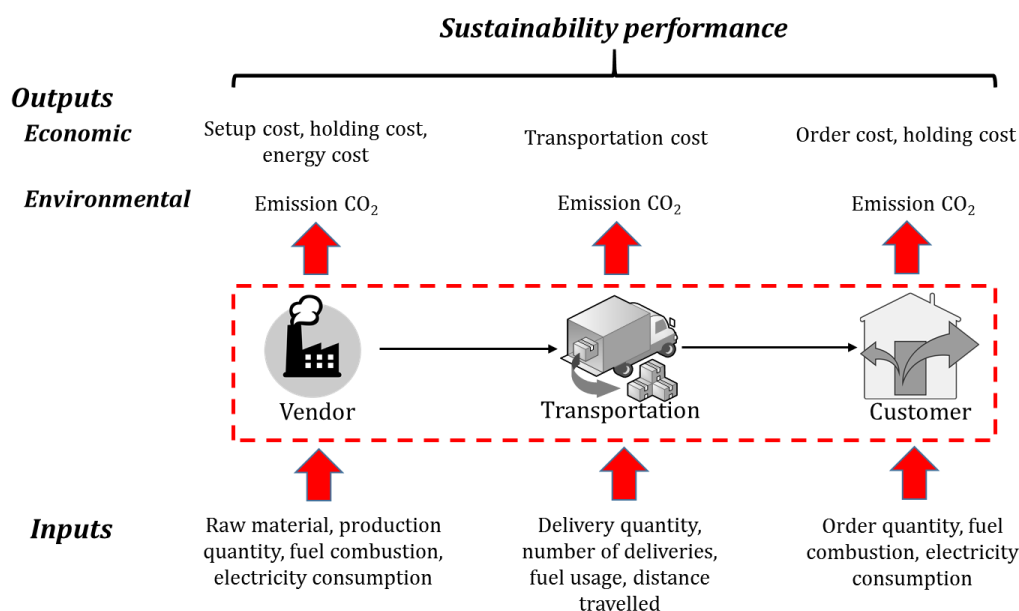 Sustainability performance
Outputs
Economic
Setup cost, holding cost,
energy cost
Transportation cost
Order cost, holding cost
Environmental
Emission CO₂
Emission CO₂
Emission CO₂
Vendor
Transportation
Customer
Inputs
Raw material, production
quantity, fuel combustion,
electricity consumption
Delivery quantity,
number of deliveries,
fuel usage, distance
travelled
Order quantity, fuel
combustion, electricity
consumption